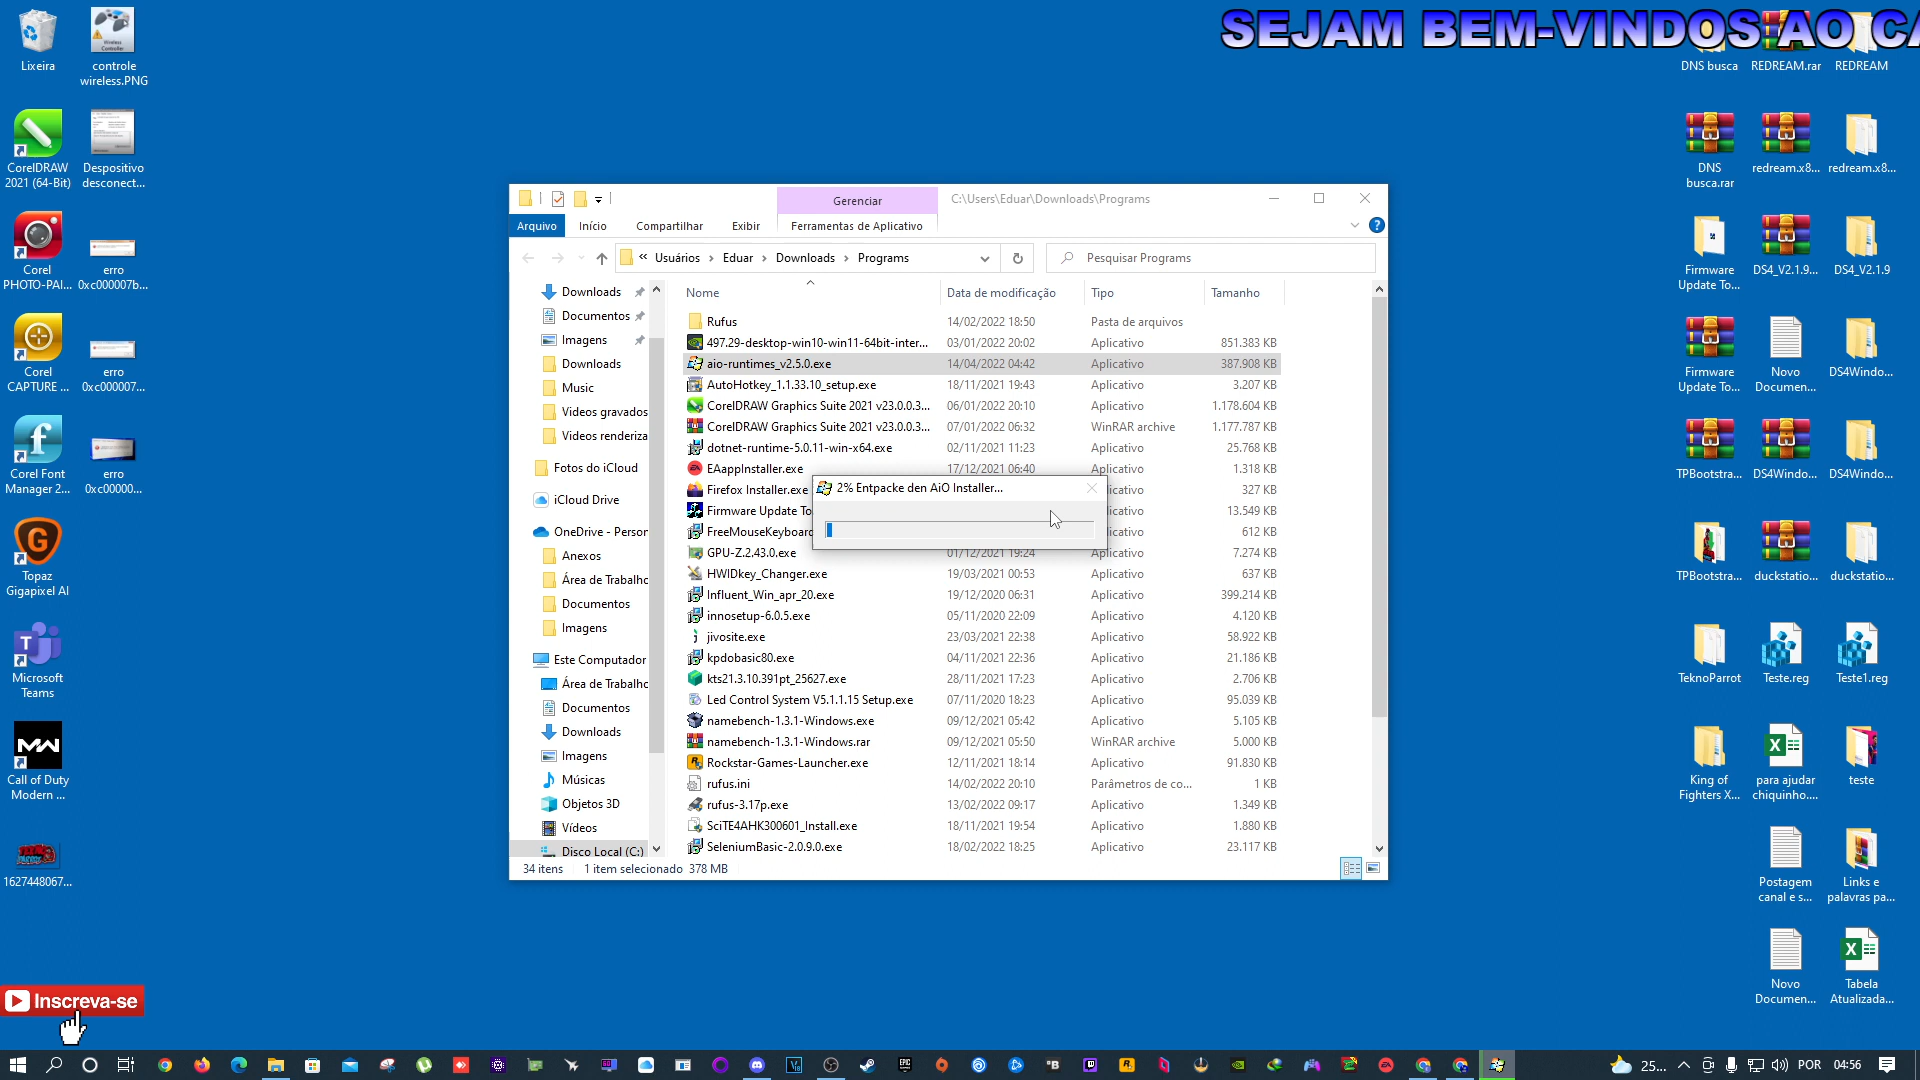 SEJAM BEM-VINDOS AO CA
Lixeira
controle
wireless.PNG
CorelDRAW
2021 (64-Bit)
Despositivo
desconect...
Corel
PHOTO-PAI...
erro
0xc000007b...
Corel
CAPTURE ...
erro
0xc000007...
Corel Font
Manager 2...
erro
0xc00000...
Topaz
Gigapixel AI
Microsoft
Teams
Call of Duty
Modern ...
1627448067...
Inscreva-se
Gerenciar
C:\Users\Eduar\Downloads\Programs
Arquivo
Início
Compartilhar
Exibir
Ferramentas de Aplicativo
« Usuários › Eduar › Downloads › Programs
Pesquisar Programs
Downloads
Documentos
Imagens
Downloads
Music
Videos gravados
Videos renderiza
Fotos do iCloud
iCloud Drive
OneDrive - Person
Anexos
Área de Trabalho
Documentos
Imagens
Este Computador
Área de Trabalho
Documentos
Downloads
Imagens
Músicas
Objetos 3D
Vídeos
Disco Local (C:)
Nome Data de modificação Tipo Tamanho
Rufus 14/02/2022 18:50 Pasta de arquivos
497.29-desktop-win10-win11-64bit-inter... 03/01/2022 20:02 Aplicativo 851.383 KB
aio-runtimes_v2.5.0.exe 14/04/2022 04:42 Aplicativo 387.908 KB
AutoHotkey_1.1.33.10_setup.exe 18/11/2021 19:43 Aplicativo 3.207 KB
CorelDRAW Graphics Suite 2021 v23.0.0.3... 06/01/2022 20:10 Aplicativo 1.178.604 KB
CorelDRAW Graphics Suite 2021 v23.0.0.3... 07/01/2022 06:32 WinRAR archive 1.177.787 KB
dotnet-runtime-5.0.11-win-x64.exe 02/11/2021 11:23 Aplicativo 25.768 KB
EAappInstaller.exe 17/12/2021 06:40 Aplicativo 1.318 KB
Firefox Installer.exe icativo 327 KB
Firmware Update To icativo 13.549 KB
FreeMouseKeyboard icativo 612 KB
GPU-Z.2.43.0.exe 01/12/2021 19:24 Aplicativo 7.274 KB
HWIDkey_Changer.exe 19/03/2021 00:53 Aplicativo 637 KB
Influent_Win_apr_20.exe 19/12/2020 06:31 Aplicativo 399.214 KB
innosetup-6.0.5.exe 05/11/2020 22:09 Aplicativo 4.120 KB
jivosite.exe 23/03/2021 22:38 Aplicativo 58.922 KB
kpdobasic80.exe 04/11/2021 22:36 Aplicativo 21.186 KB
kts21.3.10.391pt_25627.exe 28/11/2021 17:23 Aplicativo 2.706 KB
Led Control System V5.1.1.15 Setup.exe 07/11/2020 18:23 Aplicativo 95.039 KB
namebench-1.3.1-Windows.exe 09/12/2021 05:42 Aplicativo 5.105 KB
namebench-1.3.1-Windows.rar 09/12/2021 05:50 WinRAR archive 5.000 KB
Rockstar-Games-Launcher.exe 12/11/2021 18:14 Aplicativo 91.830 KB
rufus.ini 14/02/2022 20:10 Parâmetros de co... 1 KB
rufus-3.17p.exe 13/02/2022 09:17 Aplicativo 1.349 KB
SciTE4AHK300601_Install.exe 18/11/2021 19:54 Aplicativo 1.880 KB
SeleniumBasic-2.0.9.0.exe 18/02/2022 18:25 Aplicativo 23.117 KB
2% Entpacke den AiO Installer...
34 itens 1 item selecionado 378 MB
DNS busca
REDREAM.rar
REDREAM
DNS
busca.rar
redream.x8...
redream.x8...
Firmware
Update To...
DS4_V2.1.9...
DS4_V2.1.9
Firmware
Update To...
Novo
Documen...
DS4Windo...
TPBootstra...
DS4Windo...
DS4Windo...
TPBootstra...
duckstatio...
duckstatio...
TeknoParrot
Teste.reg
Teste1.reg
King of
Fighters X...
para ajudar
chiquinho....
teste
Postagem
canal e s...
Links e
palavras pa...
Novo
Documen...
Tabela
Atualizada...
25... POR 04:56